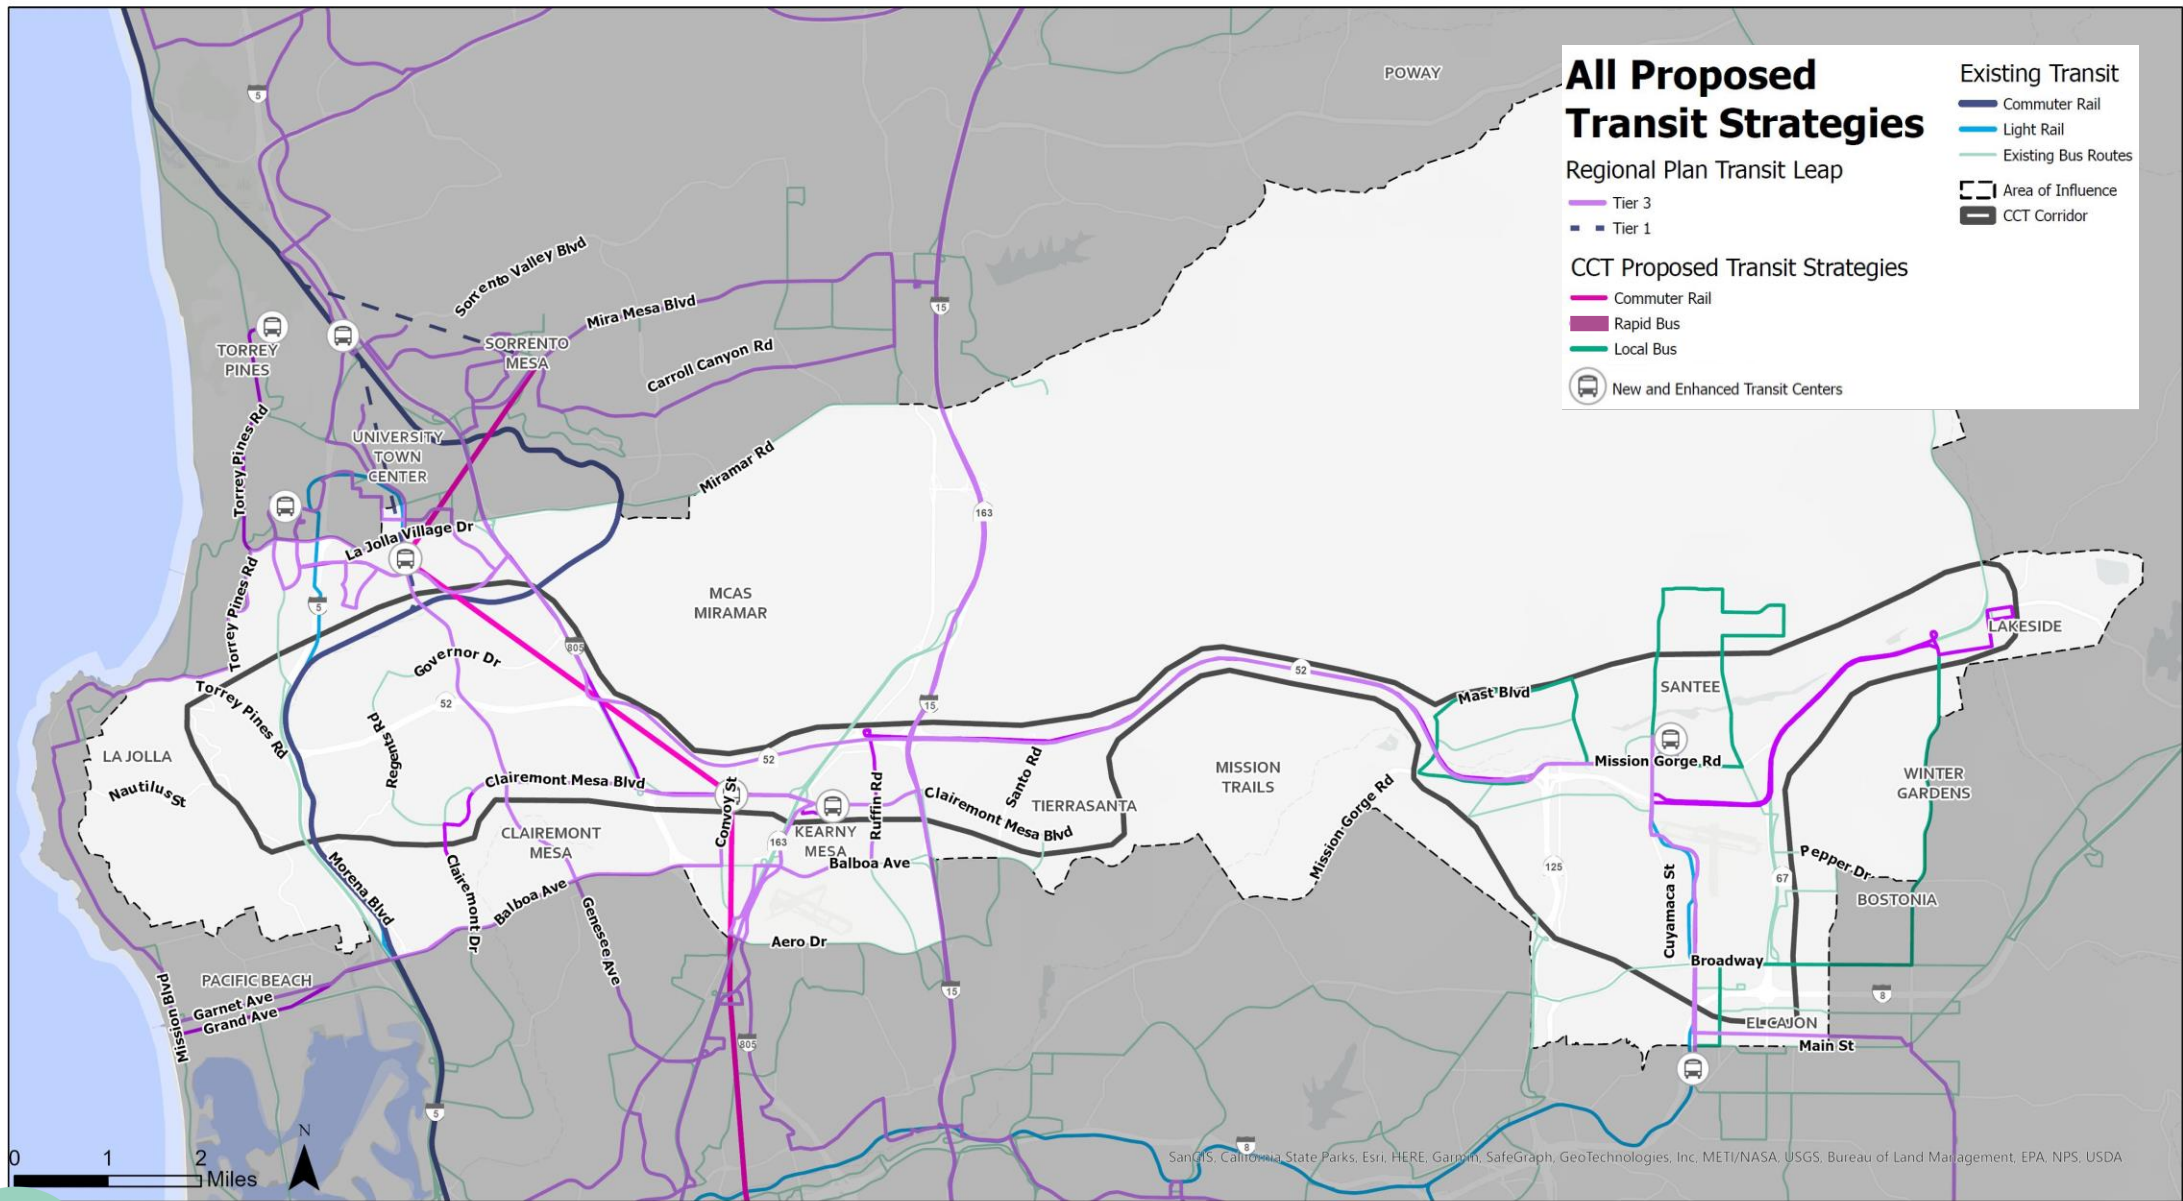 All Proposed
Transit Strategies
Regional Plan Transit Leap
Tier 3
Tier 1
CCT Proposed Transit Strategies
Commuter Rail
Rapid Bus
Local Bus
New and Enhanced Transit Centers
Existing Transit
Commuter Rail
Light Rail
Existing Bus Routes
Area of Influence
CCT Corridor
POWAY
5
Sorrento Valley Blvd
Mira Mesa Blvd
15
TORREY
PINES
SORRENTO
MESA
Carroll Canyon Rd
Torrey Pines Rd
UNIVERSITY
TOWN
CENTER
Miramar Rd
163
La Jolla Village Dr
MCAS
MIRAMAR
Torrey Pines Rd
5
805
LAKESIDE
Governor Dr
52
SANTEE
Mast Blvd
Torrey Pines Rd
52
15
Regents Rd
LA JOLLA
52
Mission Gorge Rd
Nautilus St
Clairemont Mesa Blvd
Convoy St
Ruffin Rd
Santo Rd
MISSION
TRAILS
WINTER
GARDENS
Clairemont Mesa Blvd
TIERRASANTA
CLAIREMONT
MESA
KEARNY
MESA
163
Mission Gorge Rd
Balboa Ave
125
Pepper Dr
67
Morena Blvd
Clairemont Dr
Balboa Ave
Cuyamaca St
BOSTONIA
Genesee Ave
Aero Dr
Broadway
PACIFIC BEACH
Garnet Ave
Grand Ave
Mission Blvd
15
8
EL CAJON
Main St
805
5
8
N
0 1 2
Miles
SanGIS, California State Parks, Esri, HERE, Garmin, SafeGraph, GeoTechnologies, Inc, METI/NASA, USGS, Bureau of Land Management, EPA, NPS, USDA